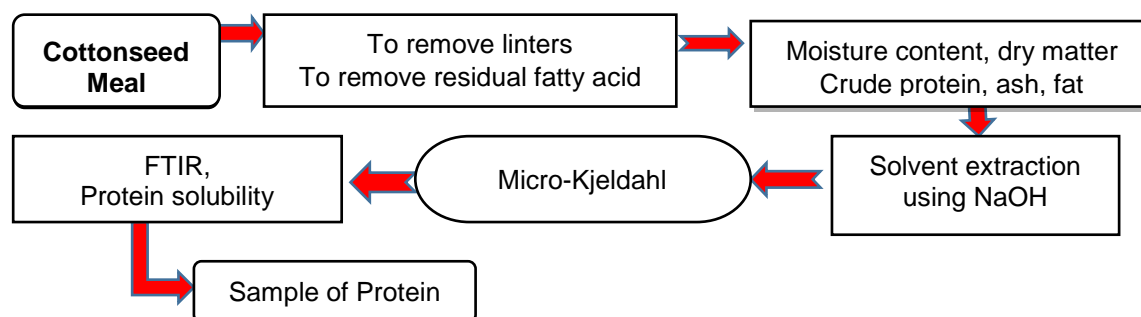 Cottonseed
Meal
To remove linters
To remove residual fatty acid
Moisture content, dry matter
Crude protein, ash, fat
Solvent extraction
using NaOH
Micro-Kjeldahl
FTIR,
Protein solubility
Sample of Protein